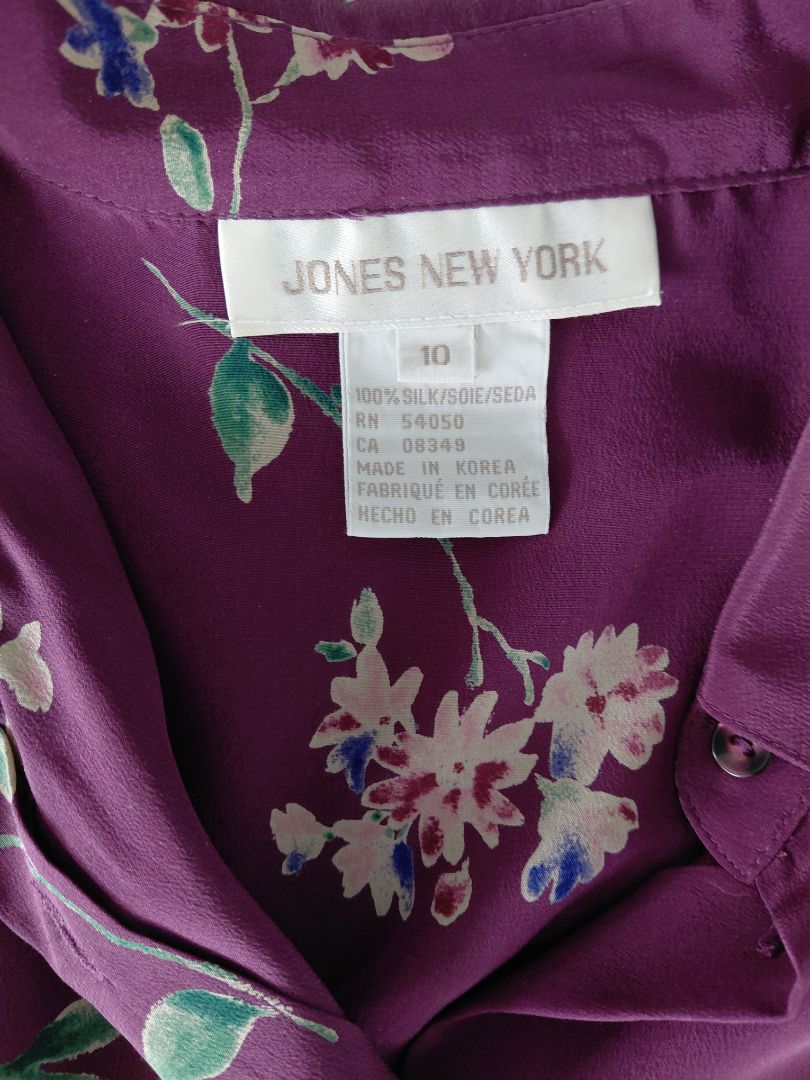 JONES NEW YORK
10
100% SILK/SOIE/SEDA
RN 54050
CA 08349
MADE IN KOREA
FABRIQUÉ EN CORÉE
HECHO EN COREA